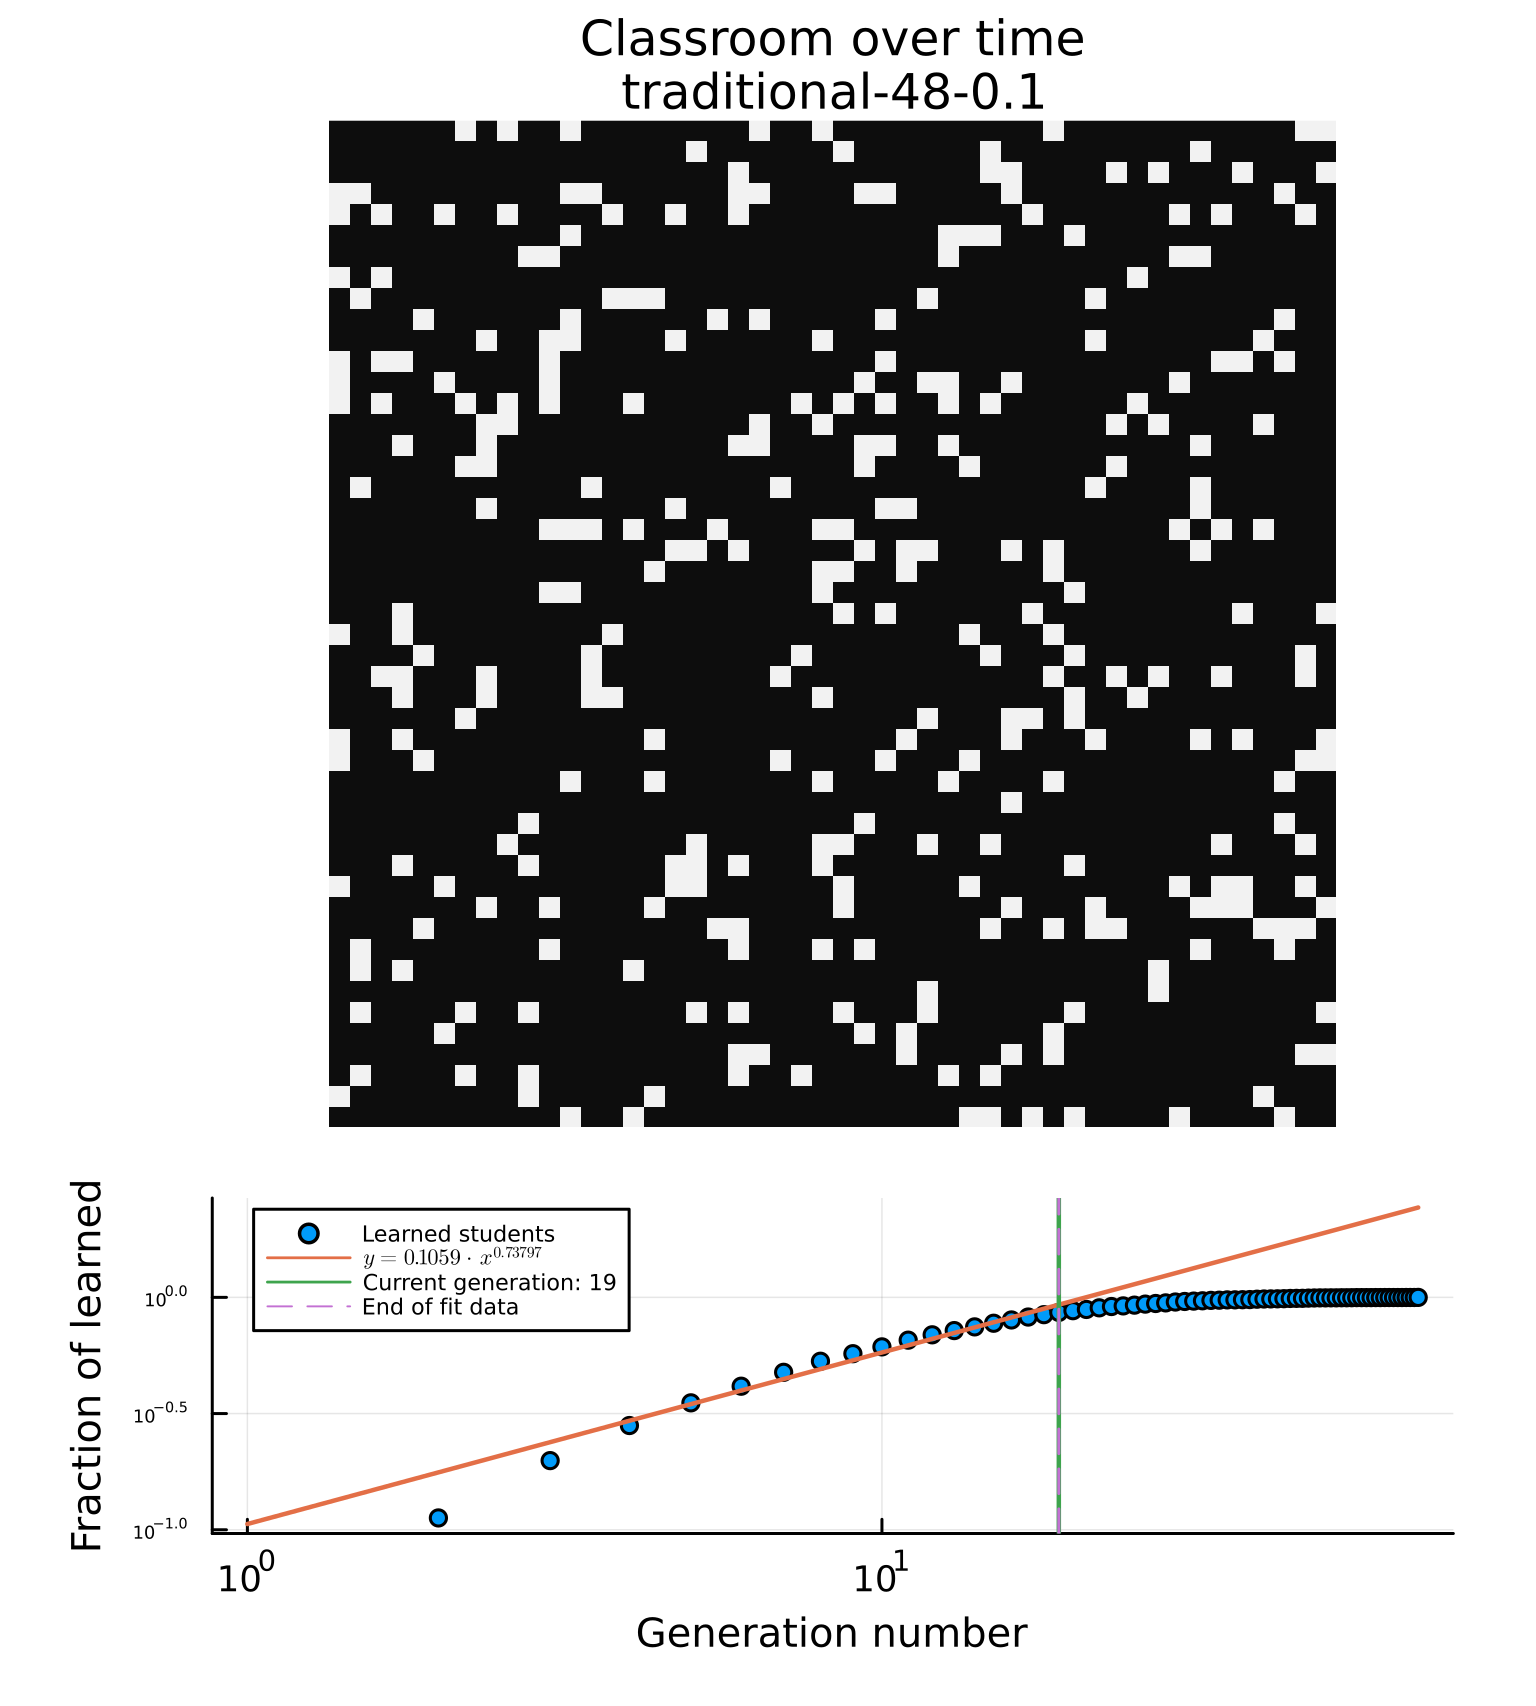 Classroom over time
traditional-48-0.1
Fraction of learned
Learned students
y = 0.1059 · x^0.73797
Current generation: 19
End of fit data
10^0.0
10^−0.5
10^−1.0
10^0
10^1
Generation number